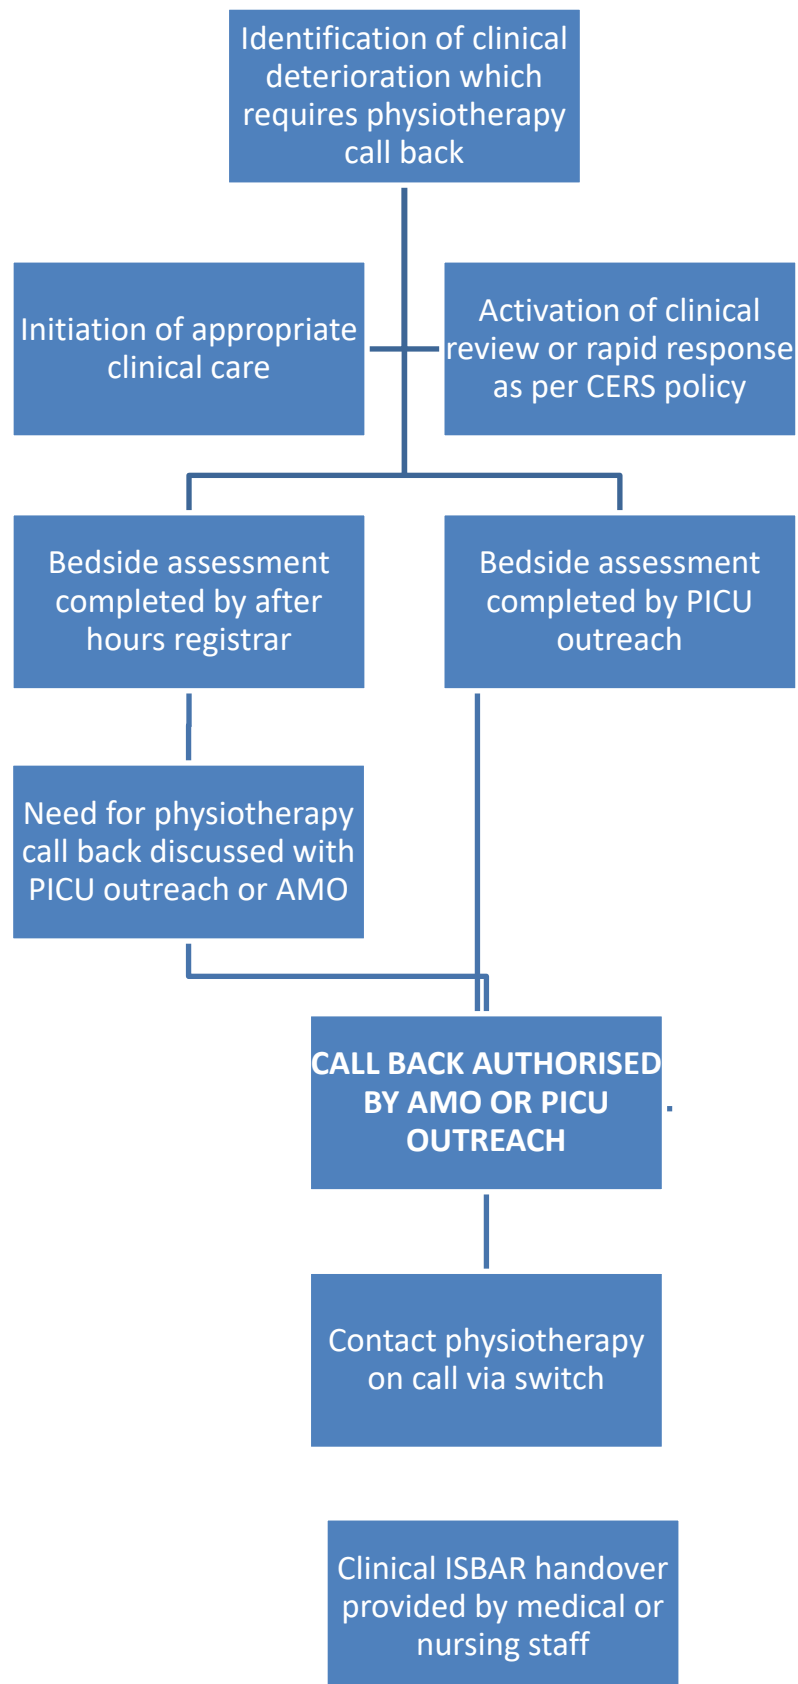 Identification of clinical
deterioration which
requires physiotherapy
call back
Initiation of appropriate
clinical care
Activation of clinical
review or rapid response
as per CERS policy
Bedside assessment
completed by after
hours registrar
Bedside assessment
completed by PICU
outreach
Need for physiotherapy
call back discussed with
PICU outreach or AMO
CALL BACK AUTHORISED
BY AMO OR PICU
OUTREACH
Contact physiotherapy
on call via switch
Clinical ISBAR handover
provided by medical or
nursing staff